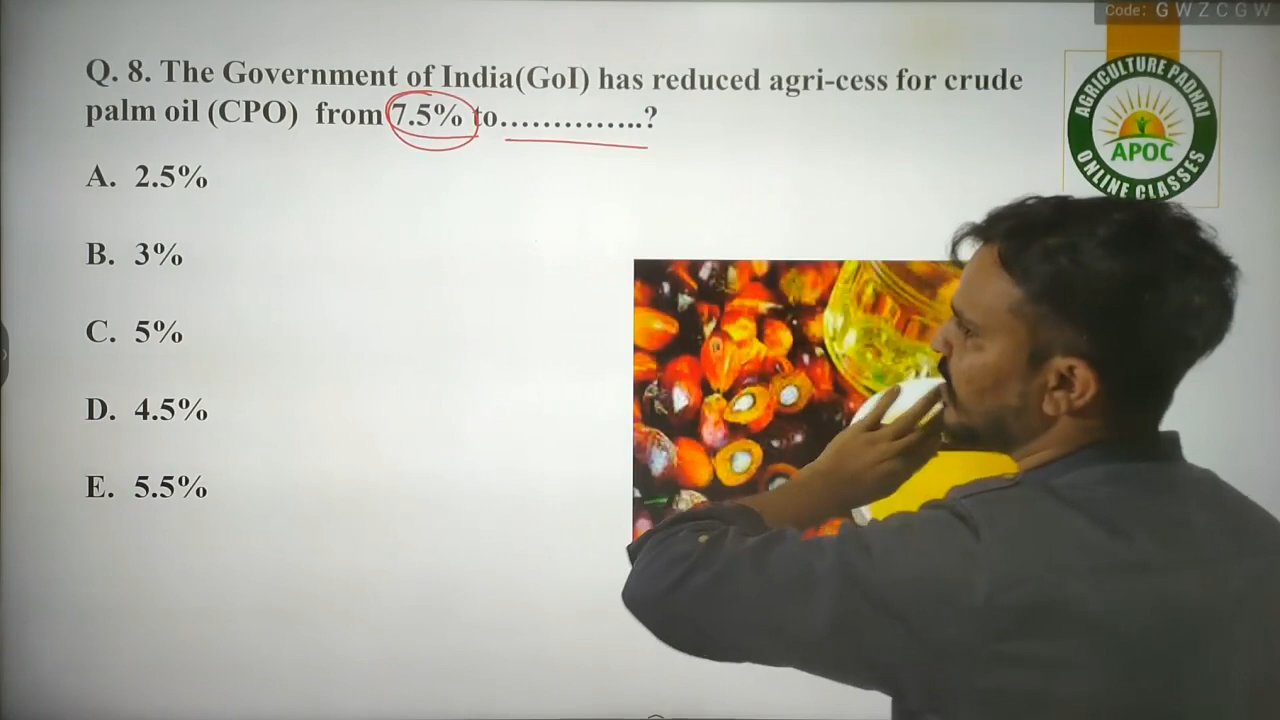 Code: G W Z C G W
Q. 8. The Government of India(GoI) has reduced agri-cess for crude
palm oil (CPO) from 7.5% to…………..?
A. 2.5%
B. 3%
C. 5%
D. 4.5%
E. 5.5%
AGRICULTURE PADHAI
APOC
ONLINE CLASSES